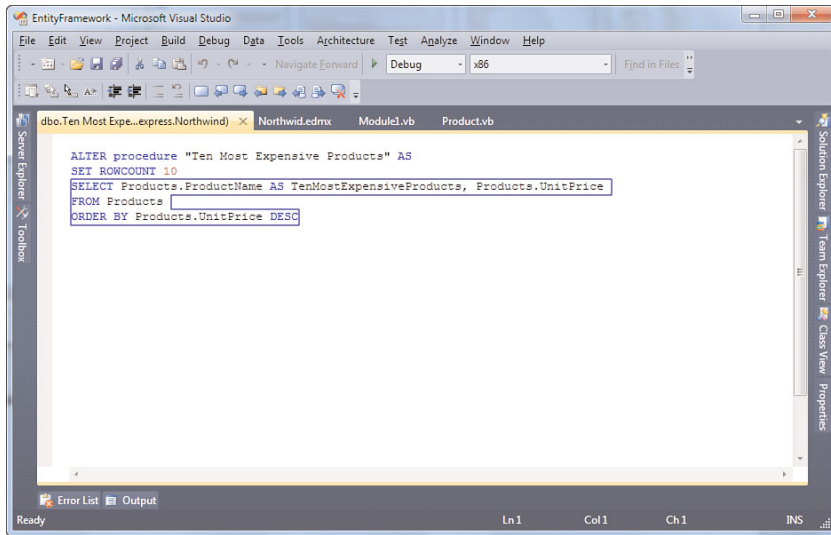 EntityFramework - Microsoft Visual Studio
File Edit View Project Build Debug Data Tools Architecture Test Analyze Window Help
Navigate Forward Debug x86 Find in Files
dbo.Ten Most Expe...express.Northwind) Northwid.edmx Module1.vb Product.vb
ALTER procedure "Ten Most Expensive Products" AS
SET ROWCOUNT 10
SELECT Products.ProductName AS TenMostExpensiveProducts, Products.UnitPrice
FROM Products
ORDER BY Products.UnitPrice DESC
Server Explorer
Toolbox
Solution Explorer
Team Explorer
Class View
Properties
Error List Output
Ready Ln 1 Col 1 Ch 1 INS